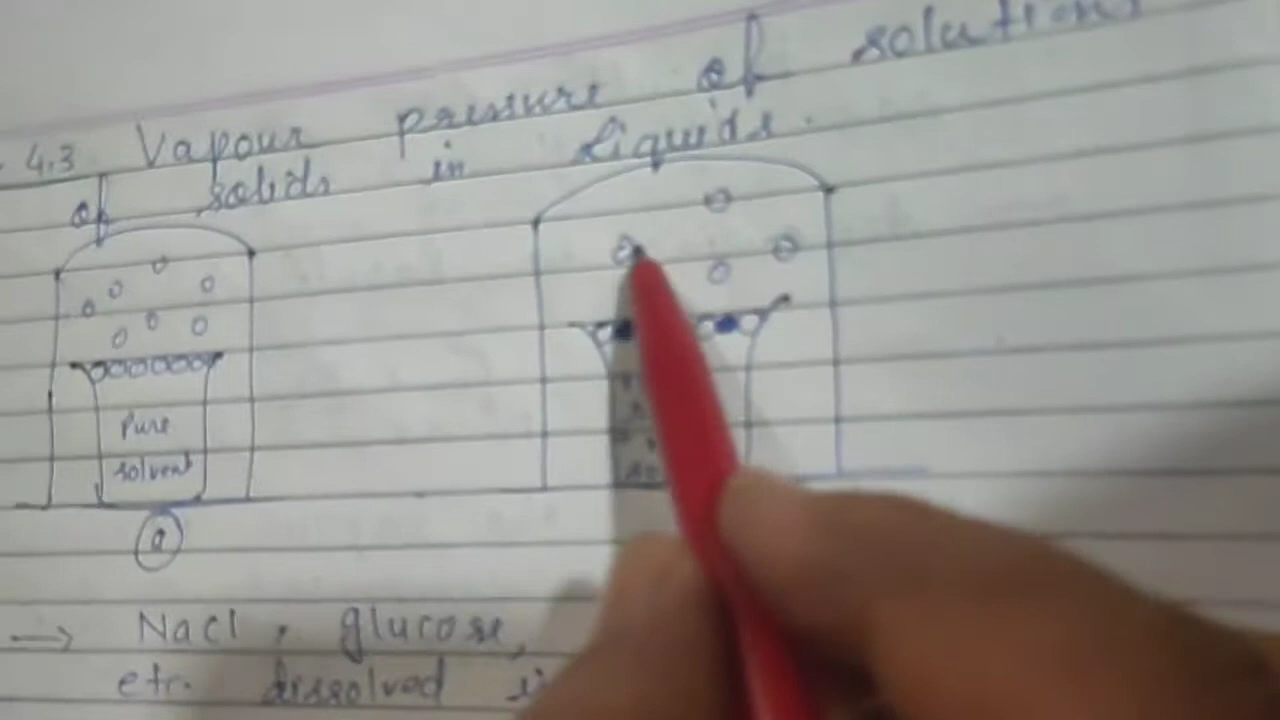 4.3 Vapour pressure of solutions
of solids in Liquids.
Pure
solvent
a
→ NaCl, glucose,
etc. dissolved